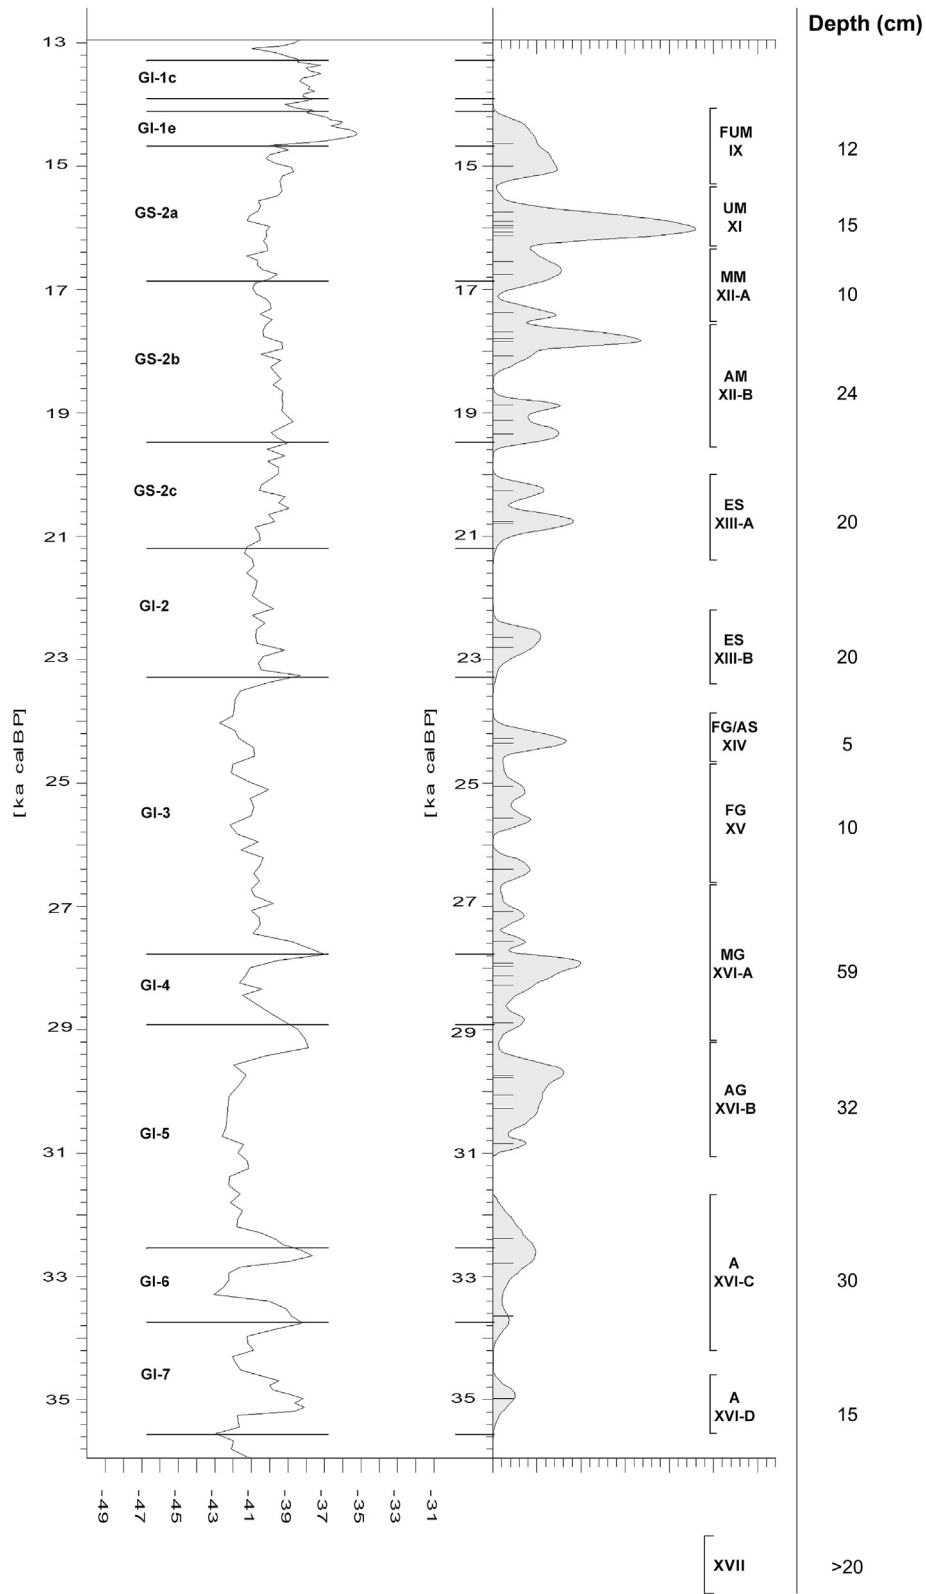 Depth (cm)
13
GI-1c
GI-1e
FUM
IX
12
15
15
GS-2a
UM
XI
15
MM
XII-A
10
17
17
GS-2b
AM
XII-B
24
19
19
GS-2c
ES
XIII-A
20
21
21
GI-2
ES
XIII-B
20
23
23
FG/AS
XIV
5
[ka calBP]
[ka calBP]
25
25
GI-3
FG
XV
10
27
27
MG
XVI-A
59
GI-4
29
29
AG
XVI-B
32
GI-5
31
31
A
XVI-C
30
33
33
GI-6
GI-7
35
35
A
XVI-D
15
-49
-47
-45
-43
-41
-39
-37
-35
-33
-31
XVII
>20